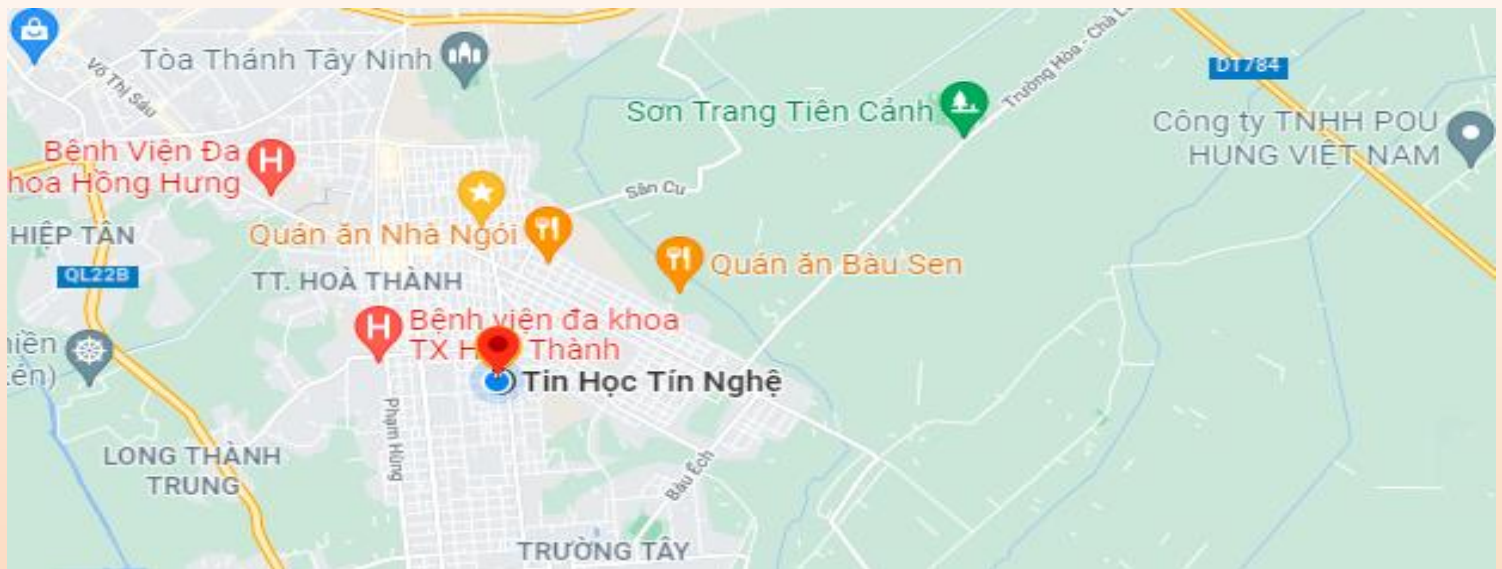 Tòa Thánh Tây Ninh
Võ Thị Sáu
DT784
Trường Hòa - Chà Là
Sơn Trang Tiên Cảnh
Công ty TNHH POU
HUNG VIỆT NAM
Bệnh Viện Đa
hoa Hồng Hưng
Sân Cu
HIỆP TÂN
Quán ăn Nhà Ngói
Quán ăn Bàu Sen
QL22B
TT. HOÀ THÀNH
Bệnh viện đa khoa
TX H Thành
Tin Học Tín Nghệ
Phạm Hùng
LONG THÀNH
TRUNG
Bàu Ếch
TRƯỜNG TÂY